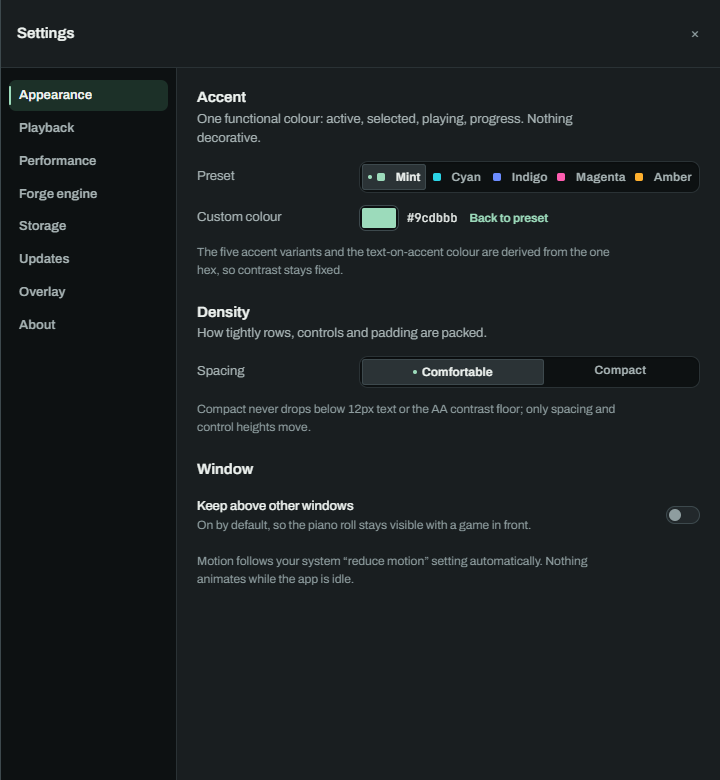 Settings
×
Appearance
Playback
Performance
Forge engine
Storage
Updates
Overlay
About
Accent
One functional colour: active, selected, playing, progress. Nothing
decorative.
Preset
Mint
Cyan
Indigo
Magenta
Amber
Custom colour
#9cdbbb
Back to preset
The five accent variants and the text-on-accent colour are derived from the one
hex, so contrast stays fixed.
Density
How tightly rows, controls and padding are packed.
Spacing
Comfortable
Compact
Compact never drops below 12px text or the AA contrast floor; only spacing and
control heights move.
Window
Keep above other windows
On by default, so the piano roll stays visible with a game in front.
Motion follows your system “reduce motion” setting automatically. Nothing
animates while the app is idle.